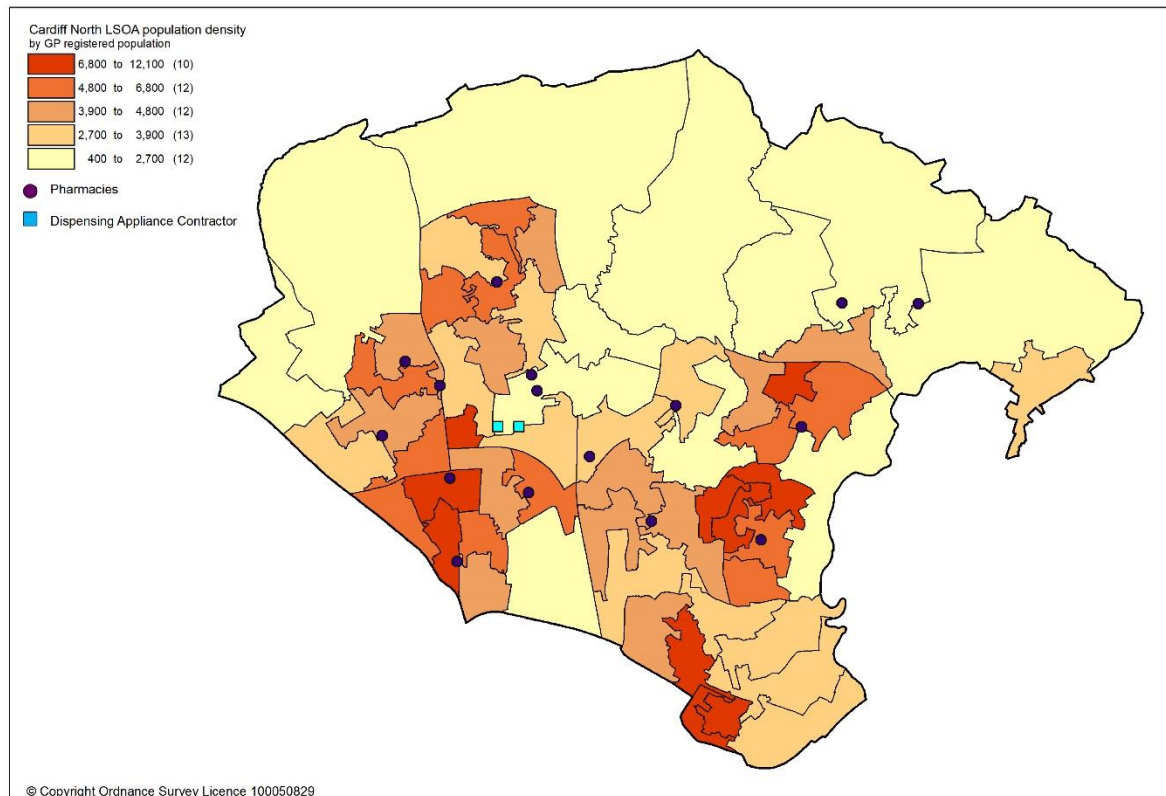 Cardiff North LSOA population density
by GP registered population
6,800 to 12,100 (10)
4,800 to 6,800 (12)
3,900 to 4,800 (12)
2,700 to 3,900 (13)
400 to 2,700 (12)
Pharmacies
Dispensing Appliance Contractor
© Copyright Ordnance Survey Licence 100050829